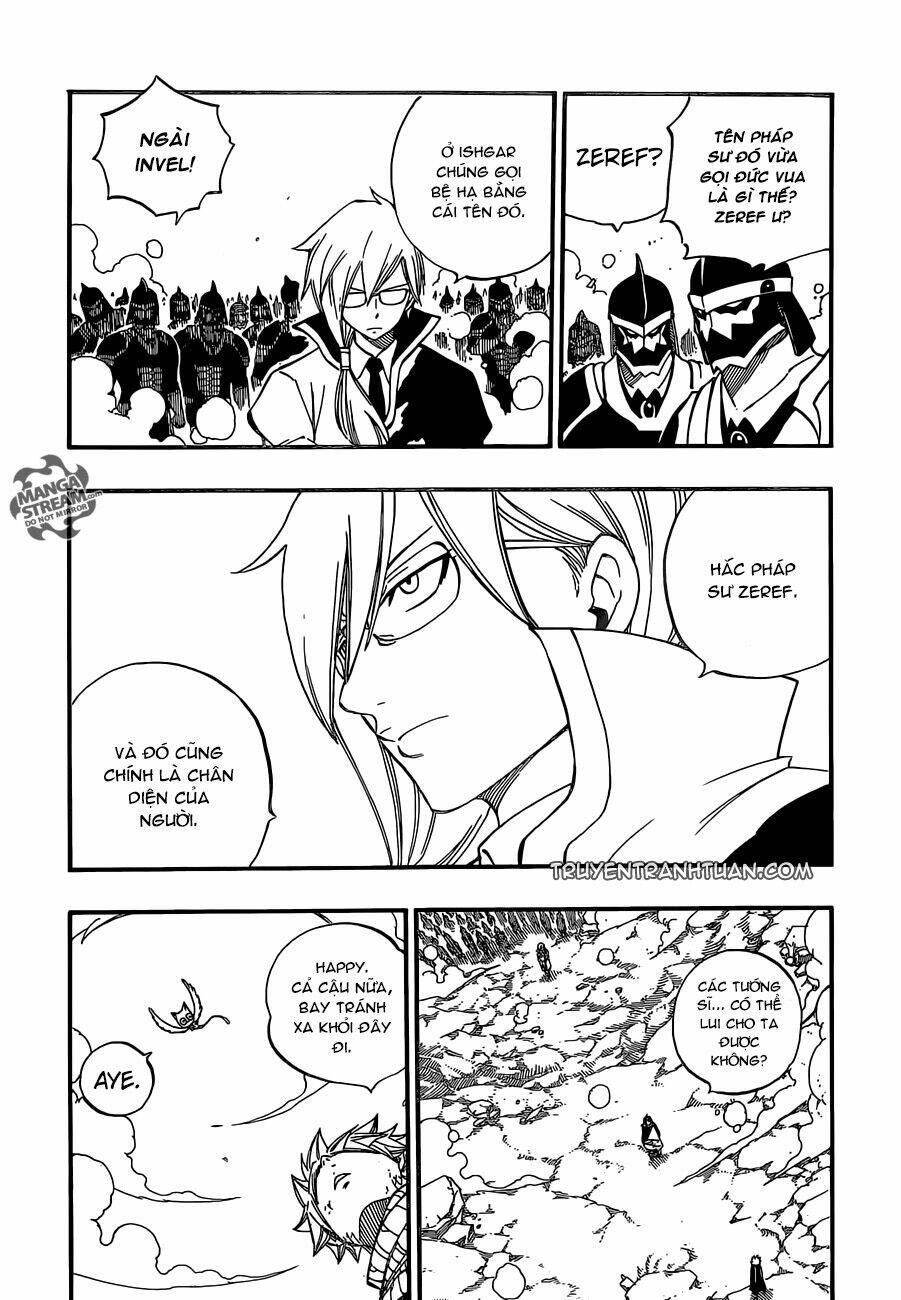 TÊN PHÁP
SƯ ĐÓ VỪA
GỌI ĐỨC VUA
LÀ GÌ THẾ?
ZEREF Ư?
ZEREF?
Ở ISHGAR
CHÚNG GỌI
BỆ HẠ BẰNG
CÁI TÊN ĐÓ.
NGÀI
INVEL!
MANGA
STREAM.com
DO NOT MIRROR
HẮC PHÁP
SƯ ZEREF.
VÀ ĐÓ CŨNG
CHÍNH LÀ CHÂN
DIỆN CỦA
NGƯỜI.
TRUYENTRANHTUAN.COM
CÁC TƯỚNG
SĨ... CÓ THỂ
LUI CHO TA
ĐƯỢC
KHÔNG?
HAPPY.
CẢ CẬU NỮA,
BAY TRÁNH
XA KHỎI ĐÂY
ĐI.
AYE.